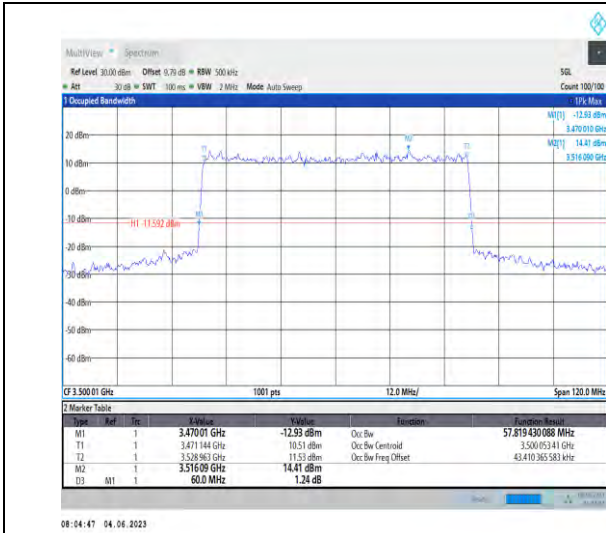 MultiView Spectrum
Ref Level 30.00 dBm Offset 9.79 dB RBW 500 kHz SGL
Att 30 dB SWT 100 ms VBW 2 MHz Mode Auto Sweep Count 100/100
1 Occupied Bandwidth 1Pk Max
M1[1] -12.93 dBm
3.470 010 GHz
M2[1] 14.41 dBm
3.516 090 GHz
20 dBm
10 dBm
0 dBm
-10 dBm
H1 -11.592 dBm
-20 dBm
-30 dBm
-40 dBm
-50 dBm
-60 dBm
CF 3.500 01 GHz 1001 pts 12.0 MHz/ Span 120.0 MHz
2 Marker Table
Type Ref Trc X-Value Y-Value Function Function Result
M1 1 3.470 01 GHz -12.93 dBm Occ Bw 57.819 430 088 MHz
T1 1 3.471 144 GHz 10.51 dBm Occ Bw Centroid 3.500 053 41 GHz
T2 1 3.528 963 GHz 11.53 dBm Occ Bw Freq Offset 43.410 365 583 kHz
M2 1 3.516 09 GHz 14.41 dBm
D3 M1 1 60.0 MHz 1.24 dB
08:04:47 04.06.2023